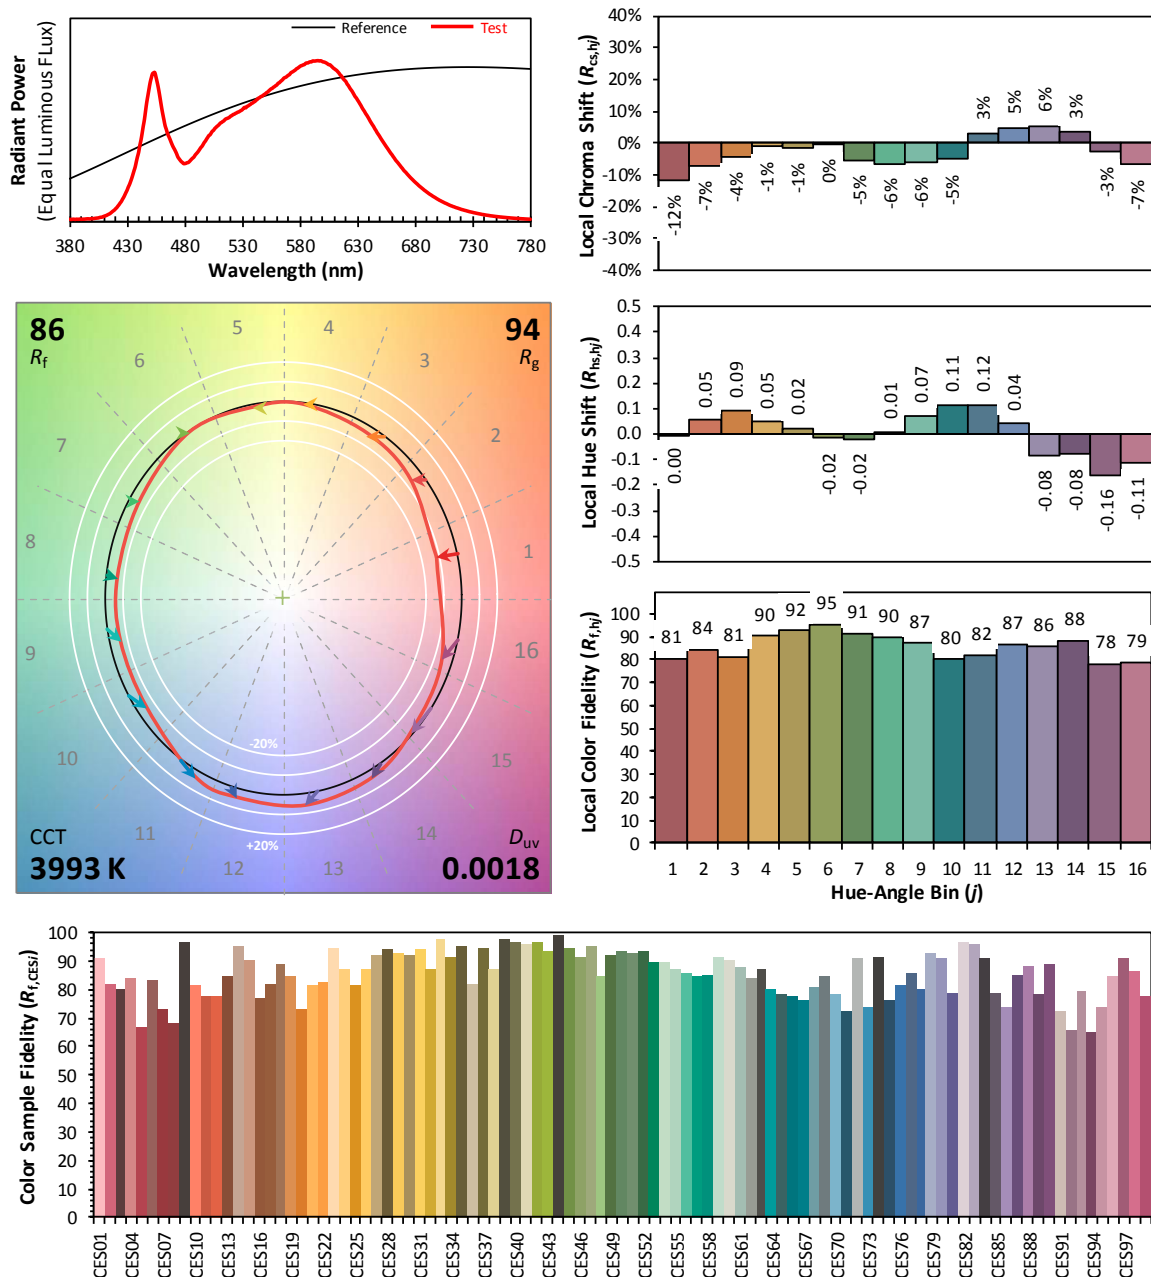 Radiant Power
(Equal Luminous FLux
Reference
Test
380 430 480 530 580 630 680 730 780
Wavelength (nm)
Local Chroma Shift (Rcs,hj)
40%
30%
20%
10%
0%
-10%
-20%
-30%
-40%
-12% -7% -4% -1% -1% 0% -5% -6% -6% -5% 3% 5% 6% 3% -3% -7%
86
Rf
94
Rg
5 4
6 3
7 2
8 1
9 16
10 15
11 14
12 13
-20%
+20%
CCT
3993 K
Duv
0.0018
Local Hue Shift (Rhs,hj)
0.5
0.4
0.3
0.2
0.1
0.0
-0.1
-0.2
-0.3
-0.4
-0.5
0.00 0.05 0.09 0.05 0.02 -0.02 -0.02 0.01 0.07 0.11 0.12 0.04 -0.08 -0.08 -0.16 -0.11
Local Color Fidelity (Rf,hj)
100
90
80
70
60
50
40
30
20
10
0
81 84 81 90 92 95 91 90 87 80 82 87 86 88 78 79
1 2 3 4 5 6 7 8 9 10 11 12 13 14 15 16
Hue-Angle Bin (j)
Color Sample Fidelity (Rf,CESi)
100
90
80
70
60
50
40
30
20
10
0
CES01 CES04 CES07 CES10 CES13 CES16 CES19 CES22 CES25 CES28 CES31 CES34 CES37 CES40 CES43 CES46 CES49 CES52 CES55 CES58 CES61 CES64 CES67 CES70 CES73 CES76 CES79 CES82 CES85 CES88 CES91 CES94 CES97